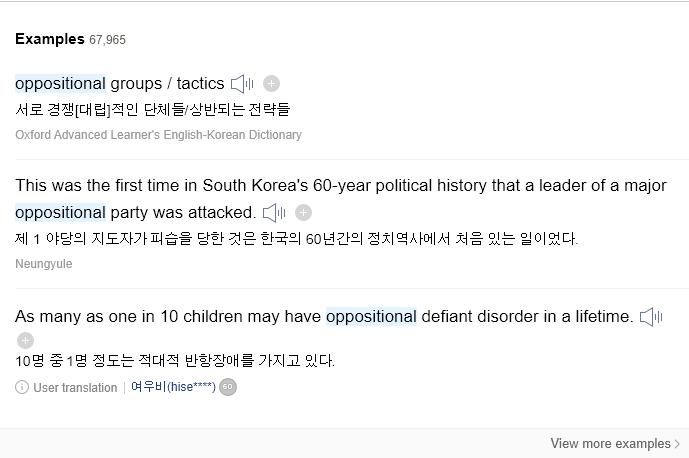 Examples 67,965
oppositional groups / tactics
서로 경쟁[대립]적인 단체들/상반되는 전략들
Oxford Advanced Learner's English-Korean Dictionary
This was the first time in South Korea's 60-year political history that a leader of a major
oppositional party was attacked.
제 1 야당의 지도자가 피습을 당한 것은 한국의 60년간의 정치역사에서 처음 있는 일이었다.
Neungyule
As many as one in 10 children may have oppositional defiant disorder in a lifetime.
10명 중 1명 정도는 적대적 반항장애를 가지고 있다.
User translation 여우비(hise****) 60
View more examples